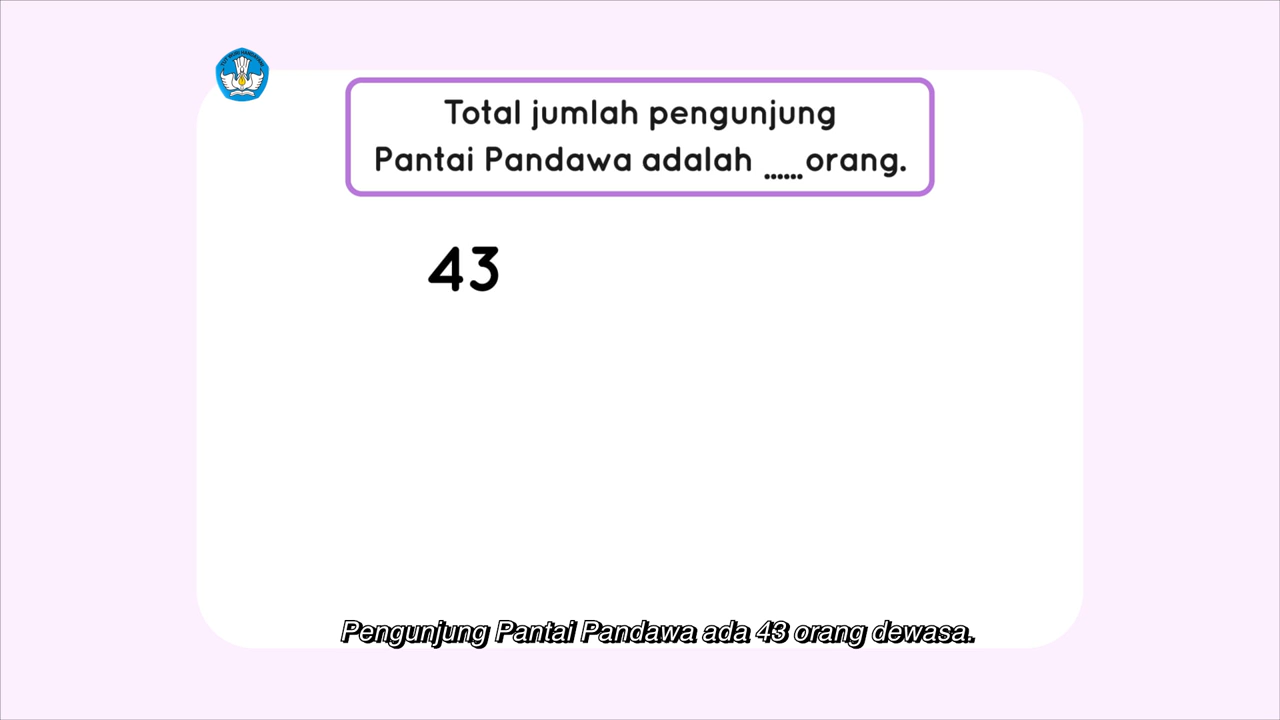 Total jumlah pengunjung
Pantai Pandawa adalah ......orang.
43
Pengunjung Pantai Pandawa ada 43 orang dewasa.